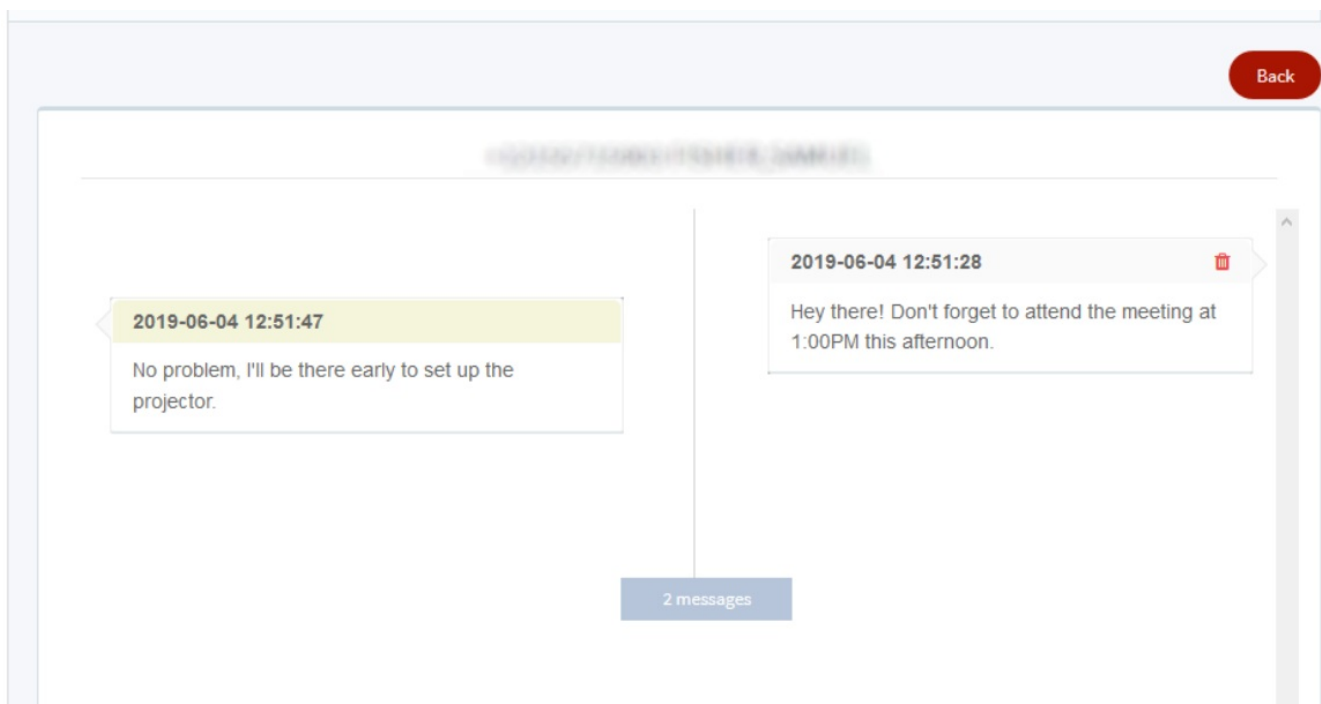 Back
2019-06-04 12:51:28
Hey there! Don't forget to attend the meeting at
1:00PM this afternoon.
2019-06-04 12:51:47
No problem, I'll be there early to set up the
projector.
2 messages